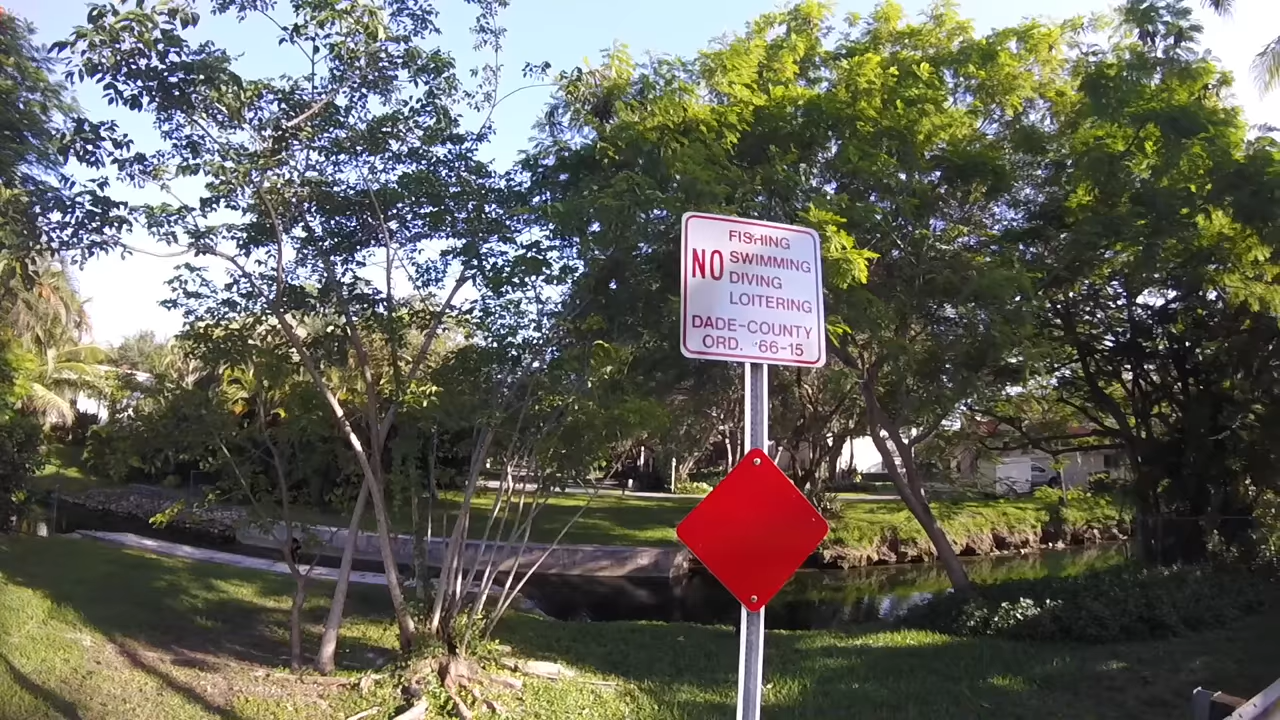 FISHING
NO SWIMMING
DIVING
LOITERING
DADE-COUNTY
ORD. '66-15